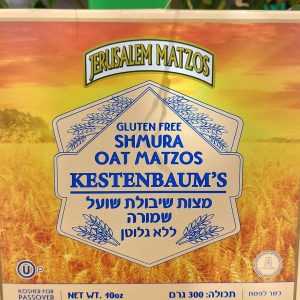 JERUSALEM MATZOS
GLUTEN FREE
SHMURA
OAT MATZOS
KESTENBAUM'S
מצות שיבולת שועל
שמורה
ללא גלוטן
U P
KOSHER FOR
PASSOVER
NET WT. 10oz
תכולה: 300 גרם
כשר לפסח